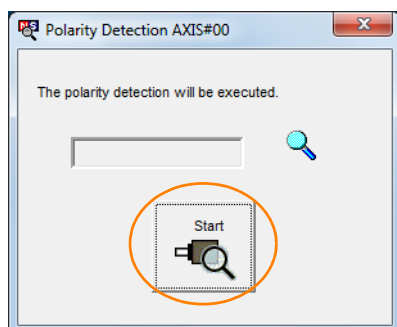 Polarity Detection AXIS#00
The polarity detection will be executed.
Start